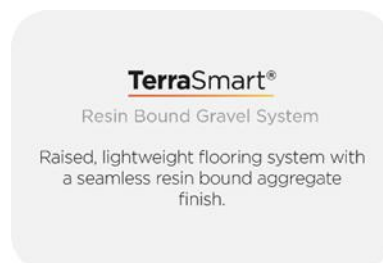 TerraSmart®
Resin Bound Gravel System
Raised, lightweight flooring system with
a seamless resin bound aggregate
finish.